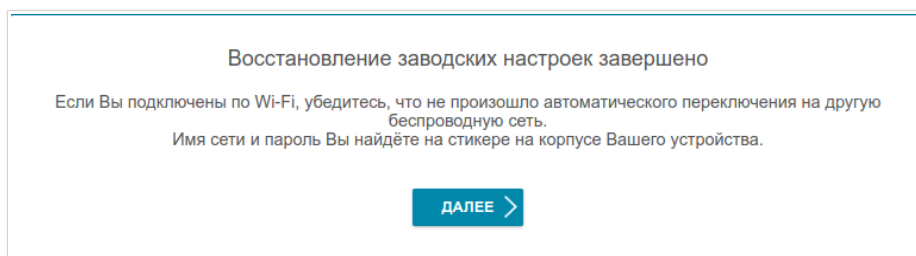 Восстановление заводских настроек завершено
Если Вы подключены по Wi-Fi, убедитесь, что не произошло автоматического переключения на другую
беспроводную сеть.
Имя сети и пароль Вы найдёте на стикере на корпусе Вашего устройства.
ДАЛЕЕ